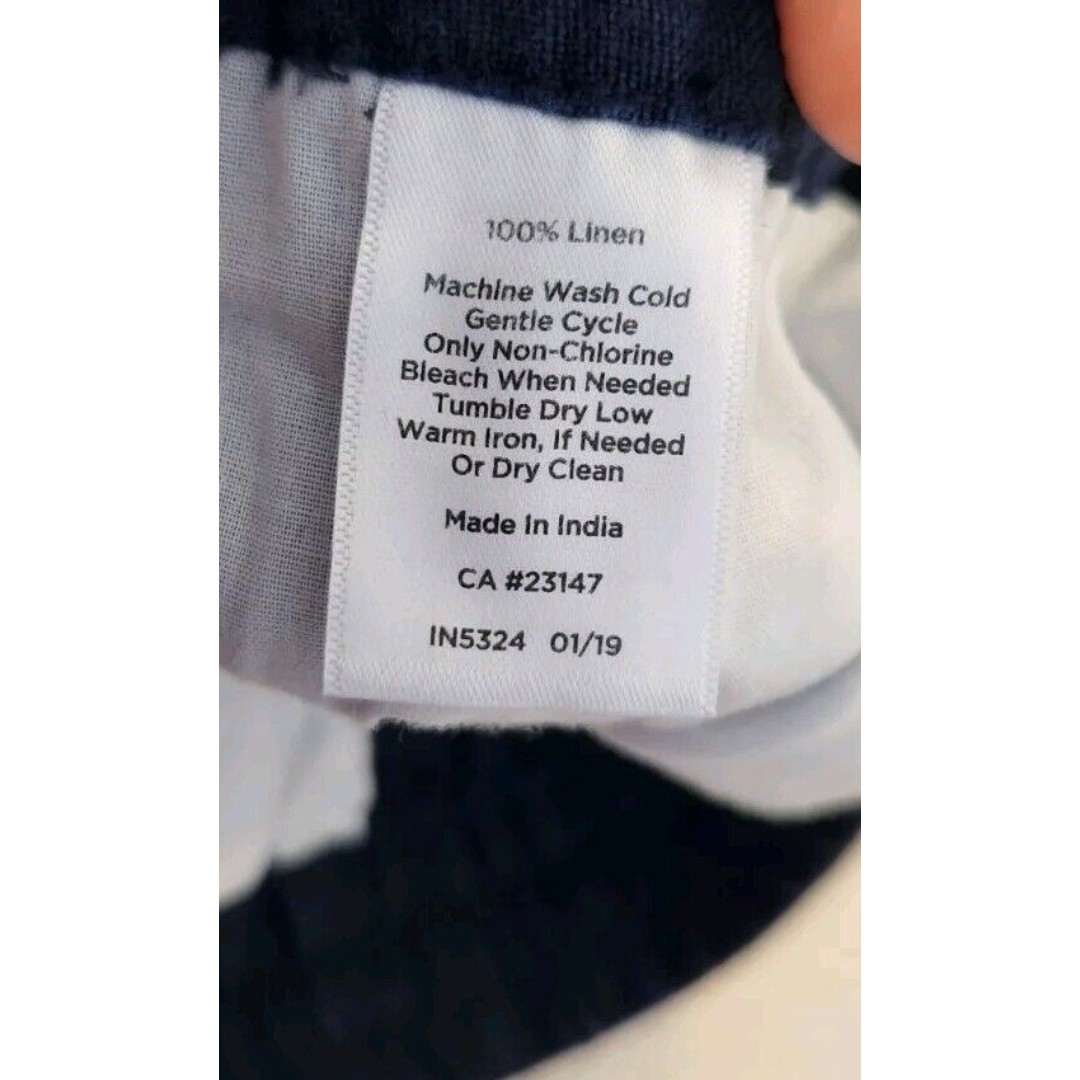 100% Linen
Machine Wash Cold
Gentle Cycle
Only Non-Chlorine
Bleach When Needed
Tumble Dry Low
Warm Iron, If Needed
Or Dry Clean
Made In India
CA #23147
IN5324 01/19